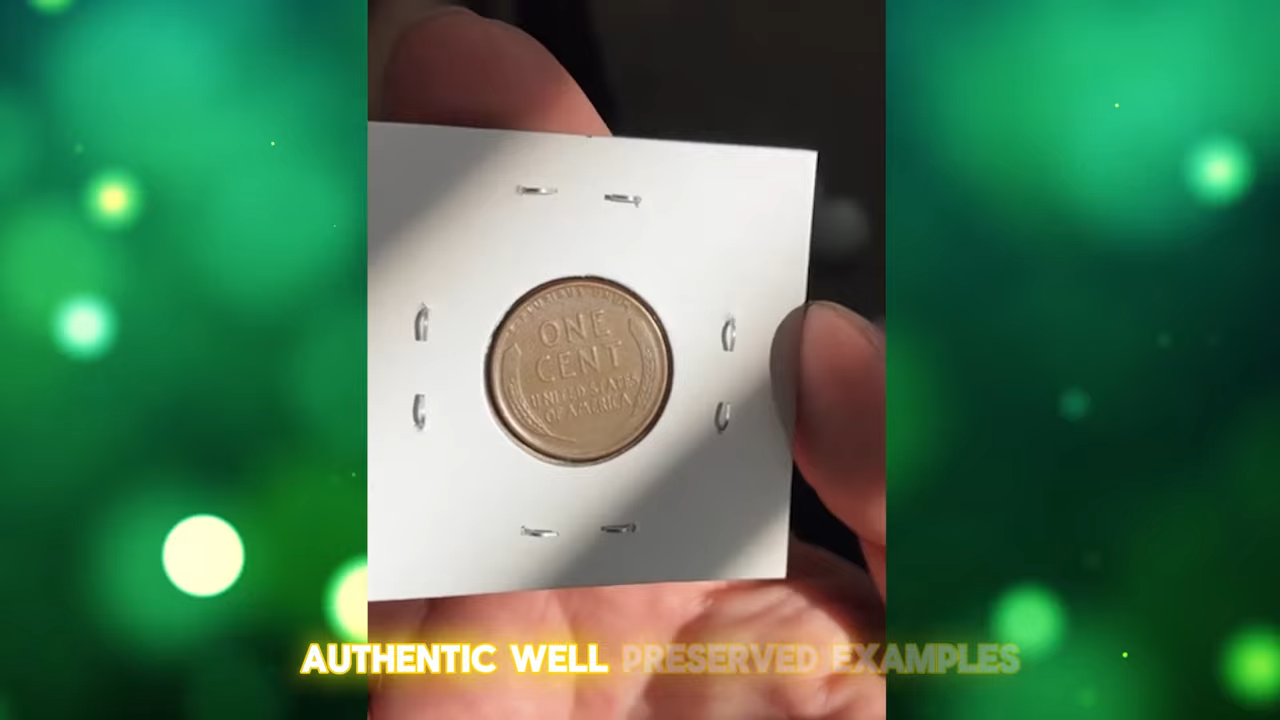 ONE
CENT
UNITED STATES
OF AMERICA
AUTHENTIC WELL PRESERVED EXAMPLES